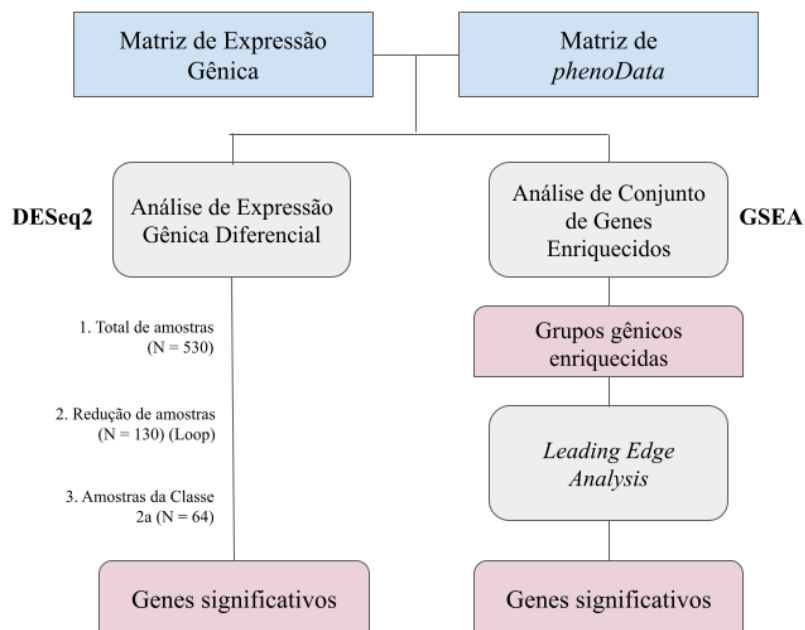 Matriz de Expressão
Gênica
Matriz de
phenoData
DESeq2
Análise de Expressão
Gênica Diferencial
Análise de Conjunto
de Genes
Enriquecidos
GSEA
1. Total de amostras
(N = 530)
2. Redução de amostras
(N = 130) (Loop)
3. Amostras da Classe
2a (N = 64)
Genes significativos
Grupos gênicos
enriquecidas
Leading Edge
Analysis
Genes significativos